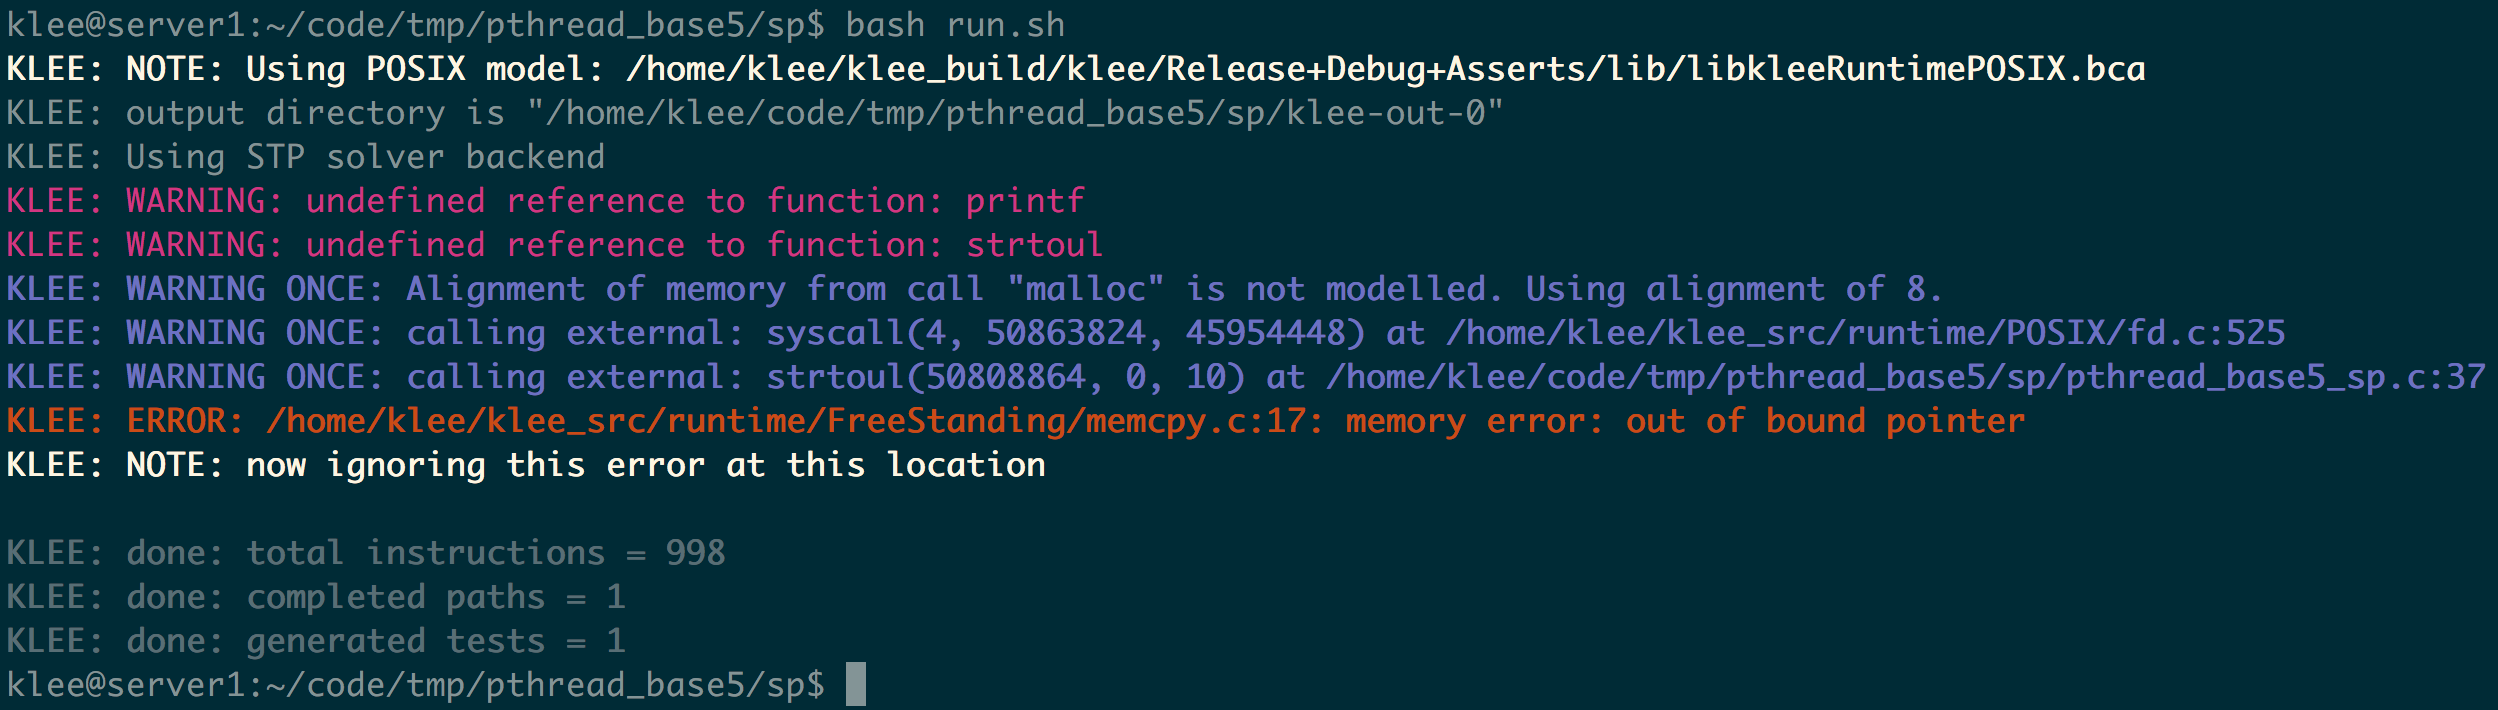 klee@server1:~/code/tmp/pthread_base5/sp$ bash run.sh
KLEE: NOTE: Using POSIX model: /home/klee/klee_build/klee/Release+Debug+Asserts/lib/libkleeRuntimePOSIX.bca
KLEE: output directory is "/home/klee/code/tmp/pthread_base5/sp/klee-out-0"
KLEE: Using STP solver backend
KLEE: WARNING: undefined reference to function: printf
KLEE: WARNING: undefined reference to function: strtoul
KLEE: WARNING ONCE: Alignment of memory from call "malloc" is not modelled. Using alignment of 8.
KLEE: WARNING ONCE: calling external: syscall(4, 50863824, 45954448) at /home/klee/klee_src/runtime/POSIX/fd.c:525
KLEE: WARNING ONCE: calling external: strtoul(50808864, 0, 10) at /home/klee/code/tmp/pthread_base5/sp/pthread_base5_sp.c:37
KLEE: ERROR: /home/klee/klee_src/runtime/FreeStanding/memcpy.c:17: memory error: out of bound pointer
KLEE: NOTE: now ignoring this error at this location
KLEE: done: total instructions = 998
KLEE: done: completed paths = 1
KLEE: done: generated tests = 1
klee@server1:~/code/tmp/pthread_base5/sp$